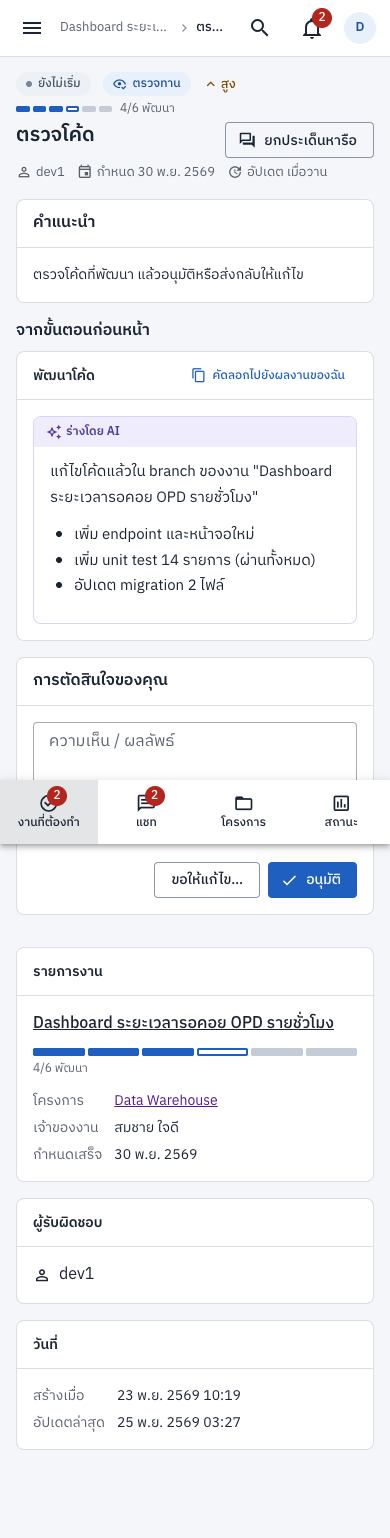 Dashboard ระยะเ... > ตร... 2 D
ยังไม่เริ่ม ตรวจทาน สูง
4/6 พัฒนา
ตรวจโค้ด ยกประเด็นหารือ
dev1 กำหนด 30 พ.ย. 2569 อัปเดต เมื่อวาน
คำแนะนำ
ตรวจโค้ดที่พัฒนา แล้วอนุมัติหรือส่งกลับให้แก้ไข
จากขั้นตอนก่อนหน้า
พัฒนาโค้ด คัดลอกไปยังผลงานของฉัน
ร่างโดย AI
แก้ไขโค้ดแล้วใน branch ของงาน "Dashboard
ระยะเวลารอคอย OPD รายชั่วโมง"
• เพิ่ม endpoint และหน้าจอใหม่
• เพิ่ม unit test 14 รายการ (ผ่านทั้งหมด)
• อัปเดต migration 2 ไฟล์
การตัดสินใจของคุณ
ความเห็น / ผลลัพธ์
2 2
งานที่ต้องทำ แชท โครงการ สถานะ
ขอให้แก้ไข... อนุมัติ
รายการงาน
Dashboard ระยะเวลารอคอย OPD รายชั่วโมง
4/6 พัฒนา
โครงการ Data Warehouse
เจ้าของงาน สมชาย ใจดี
กำหนดเสร็จ 30 พ.ย. 2569
ผู้รับผิดชอบ
dev1
วันที่
สร้างเมื่อ 23 พ.ย. 2569 10:19
อัปเดตล่าสุด 25 พ.ย. 2569 03:27